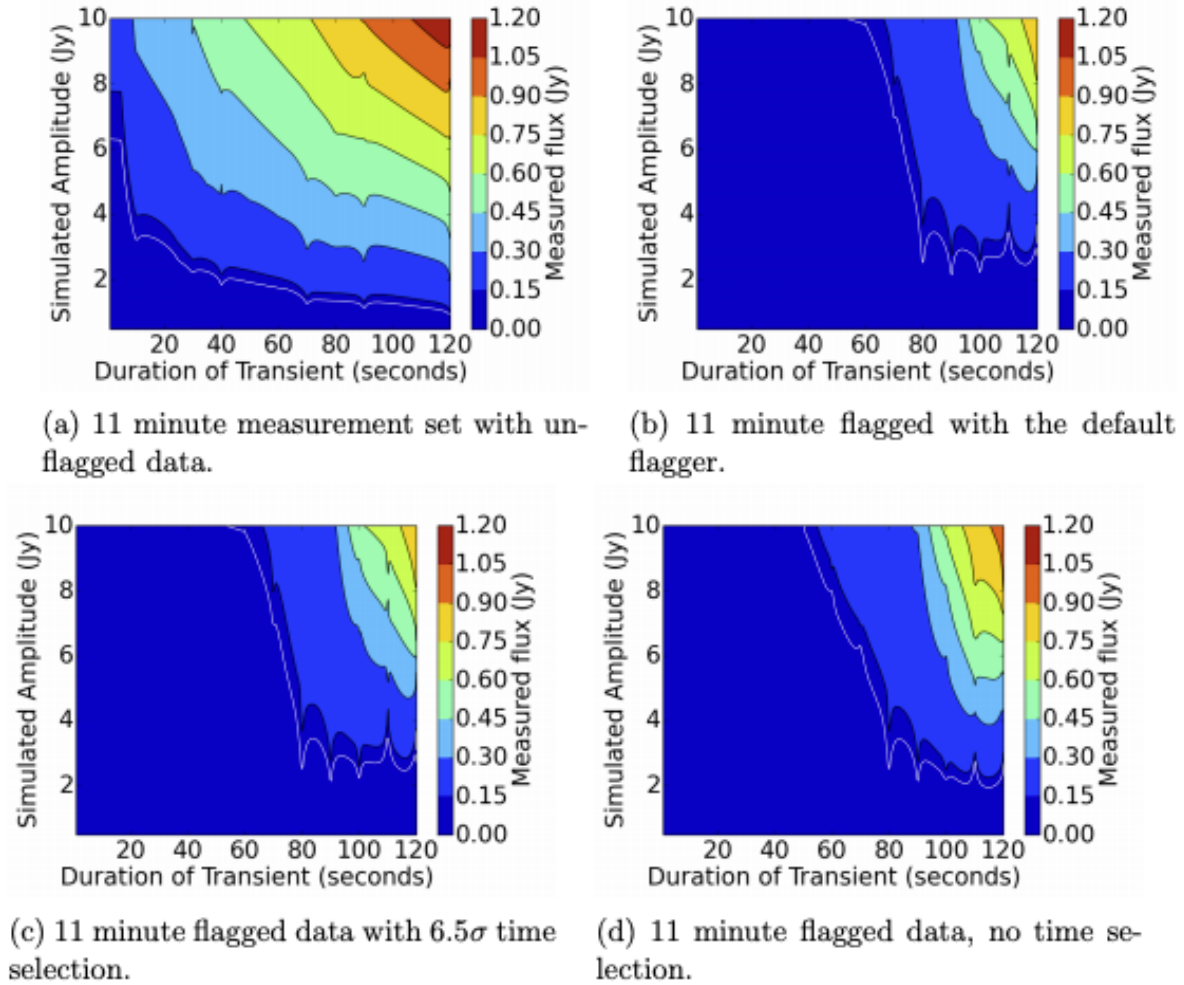 10
8
6
4
2
Simulated Amplitude (Jy)
20 40 60 80 100 120
Duration of Transient (seconds)
1.20
1.05
0.90
0.75
0.60
0.45
0.30
0.15
0.00
Measured flux (Jy)
(a) 11 minute measurement set with un-
flagged data.
10
8
6
4
2
Simulated Amplitude (Jy)
20 40 60 80 100 120
Duration of Transient (seconds)
1.20
1.05
0.90
0.75
0.60
0.45
0.30
0.15
0.00
Measured flux (Jy)
(b) 11 minute flagged with the default
flagger.
10
8
6
4
2
Simulated Amplitude (Jy)
20 40 60 80 100 120
Duration of Transient (seconds)
1.20
1.05
0.90
0.75
0.60
0.45
0.30
0.15
0.00
Measured flux (Jy)
(c) 11 minute flagged data with 6.5σ time
selection.
10
8
6
4
2
Simulated Amplitude (Jy)
20 40 60 80 100 120
Duration of Transient (seconds)
1.20
1.05
0.90
0.75
0.60
0.45
0.30
0.15
0.00
Measured flux (Jy)
(d) 11 minute flagged data, no time se-
lection.